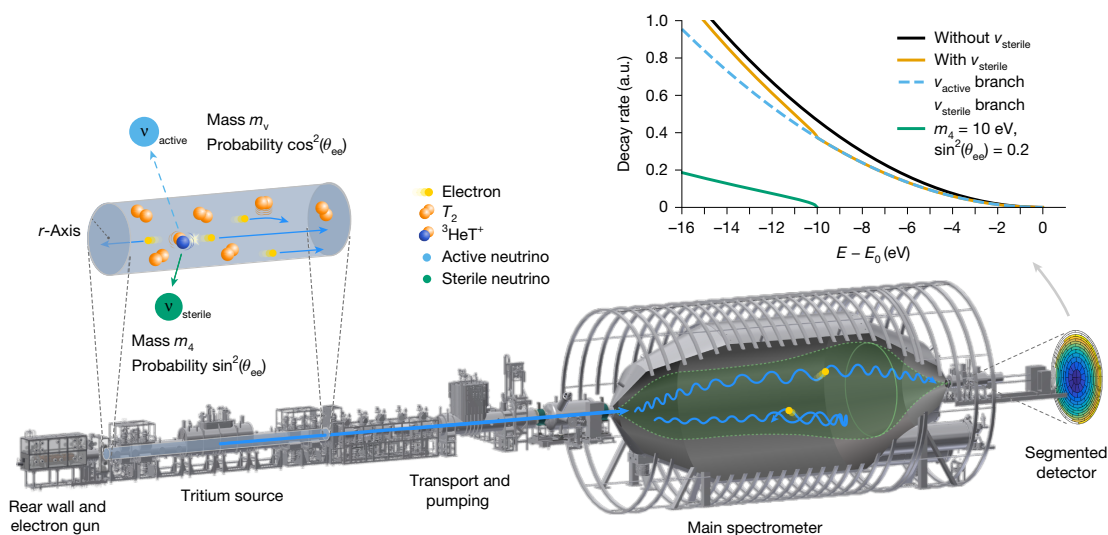 Mass mν
Probability cos²(θee)
ν active
r-Axis
ν sterile
Mass m4
Probability sin²(θee)
Electron
T2
³HeT⁺
Active neutrino
Sterile neutrino
Decay rate (a.u.)
1.0
0.8
0.6
0.4
0.2
0
−16
−14
−12
−10
−8
−6
−4
−2
0
E − E0 (eV)
Without νsterile
With νsterile
νactive branch
νsterile branch
m4 = 10 eV,
sin²(θee) = 0.2
Rear wall and
electron gun
Tritium source
Transport and
pumping
Main spectrometer
Segmented
detector